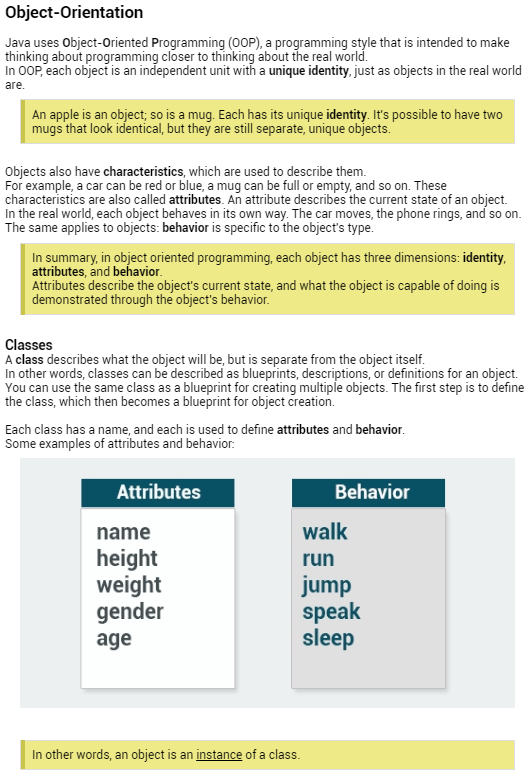 Object-Orientation
Java uses Object-Oriented Programming (OOP), a programming style that is intended to make
thinking about programming closer to thinking about the real world.
In OOP, each object is an independent unit with a unique identity, just as objects in the real world
are.
An apple is an object; so is a mug. Each has its unique identity. It's possible to have two
mugs that look identical, but they are still separate, unique objects.
Objects also have characteristics, which are used to describe them.
For example, a car can be red or blue, a mug can be full or empty, and so on. These
characteristics are also called attributes. An attribute describes the current state of an object.
In the real world, each object behaves in its own way. The car moves, the phone rings, and so on.
The same applies to objects: behavior is specific to the object's type.
In summary, in object oriented programming, each object has three dimensions: identity,
attributes, and behavior.
Attributes describe the object's current state, and what the object is capable of doing is
demonstrated through the object's behavior.
Classes
A class describes what the object will be, but is separate from the object itself.
In other words, classes can be described as blueprints, descriptions, or definitions for an object.
You can use the same class as a blueprint for creating multiple objects. The first step is to define
the class, which then becomes a blueprint for object creation.
Each class has a name, and each is used to define attributes and behavior.
Some examples of attributes and behavior:
Attributes
name
height
weight
gender
age
Behavior
walk
run
jump
speak
sleep
In other words, an object is an instance of a class.